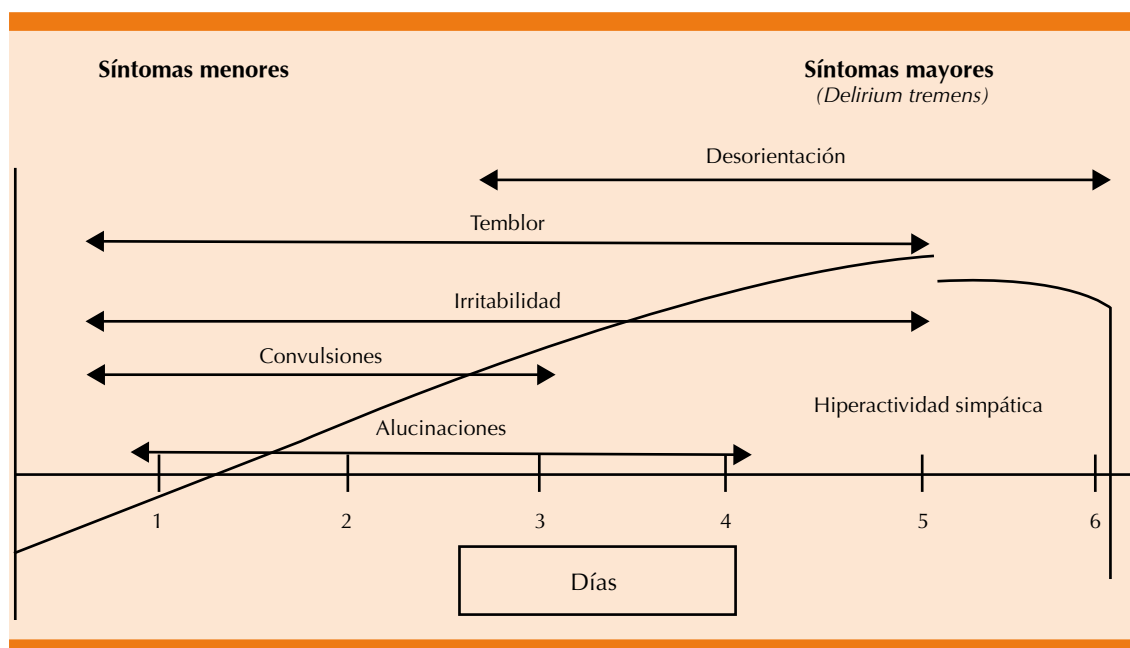 Síntomas menores
Síntomas mayores
(Delirium tremens)
Desorientación
Temblor
Irritabilidad
Convulsiones
Hiperactividad simpática
Alucinaciones
1 2 3 4 5 6
Días